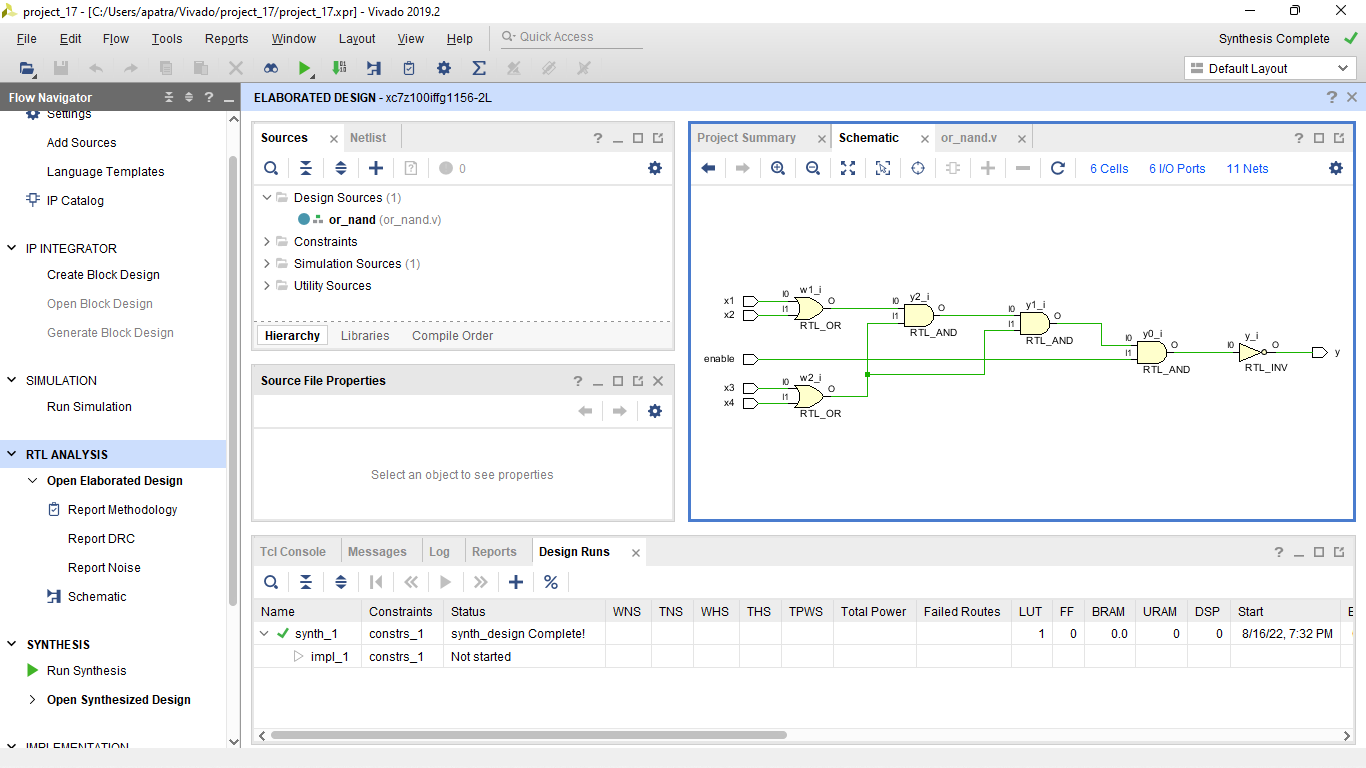 project_17 - [C:/Users/apatra/Vivado/project_17/project_17.xpr] - Vivado 2019.2
File Edit Flow Tools Reports Window Layout View Help Quick Access
Synthesis Complete
Default Layout
Flow Navigator
Settings
Add Sources
Language Templates
IP Catalog
IP INTEGRATOR
Create Block Design
Open Block Design
Generate Block Design
SIMULATION
Run Simulation
RTL ANALYSIS
Open Elaborated Design
Report Methodology
Report DRC
Report Noise
Schematic
SYNTHESIS
Run Synthesis
Open Synthesized Design
IMPLEMENTATION
ELABORATED DESIGN - xc7z100iffg1156-2L
Sources Netlist
0
Design Sources (1)
or_nand (or_nand.v)
Constraints
Simulation Sources (1)
Utility Sources
Hierarchy Libraries Compile Order
Source File Properties
Select an object to see properties
Project Summary Schematic or_nand.v
6 Cells 6 I/O Ports 11 Nets
x1
x2
enable
x3
x4
w1_i
I0
I1
O
RTL_OR
w2_i
I0
I1
O
RTL_OR
y2_i
I0
I1
O
RTL_AND
y1_i
I0
I1
O
RTL_AND
y0_i
I0
I1
O
RTL_AND
y_i
I0
O
RTL_INV
y
Tcl Console Messages Log Reports Design Runs
Name Constraints Status WNS TNS WHS THS TPWS Total Power Failed Routes LUT FF BRAM URAM DSP Start E
synth_1 constrs_1 synth_design Complete! 1 0 0.0 0 0 8/16/22, 7:32 PM
impl_1 constrs_1 Not started